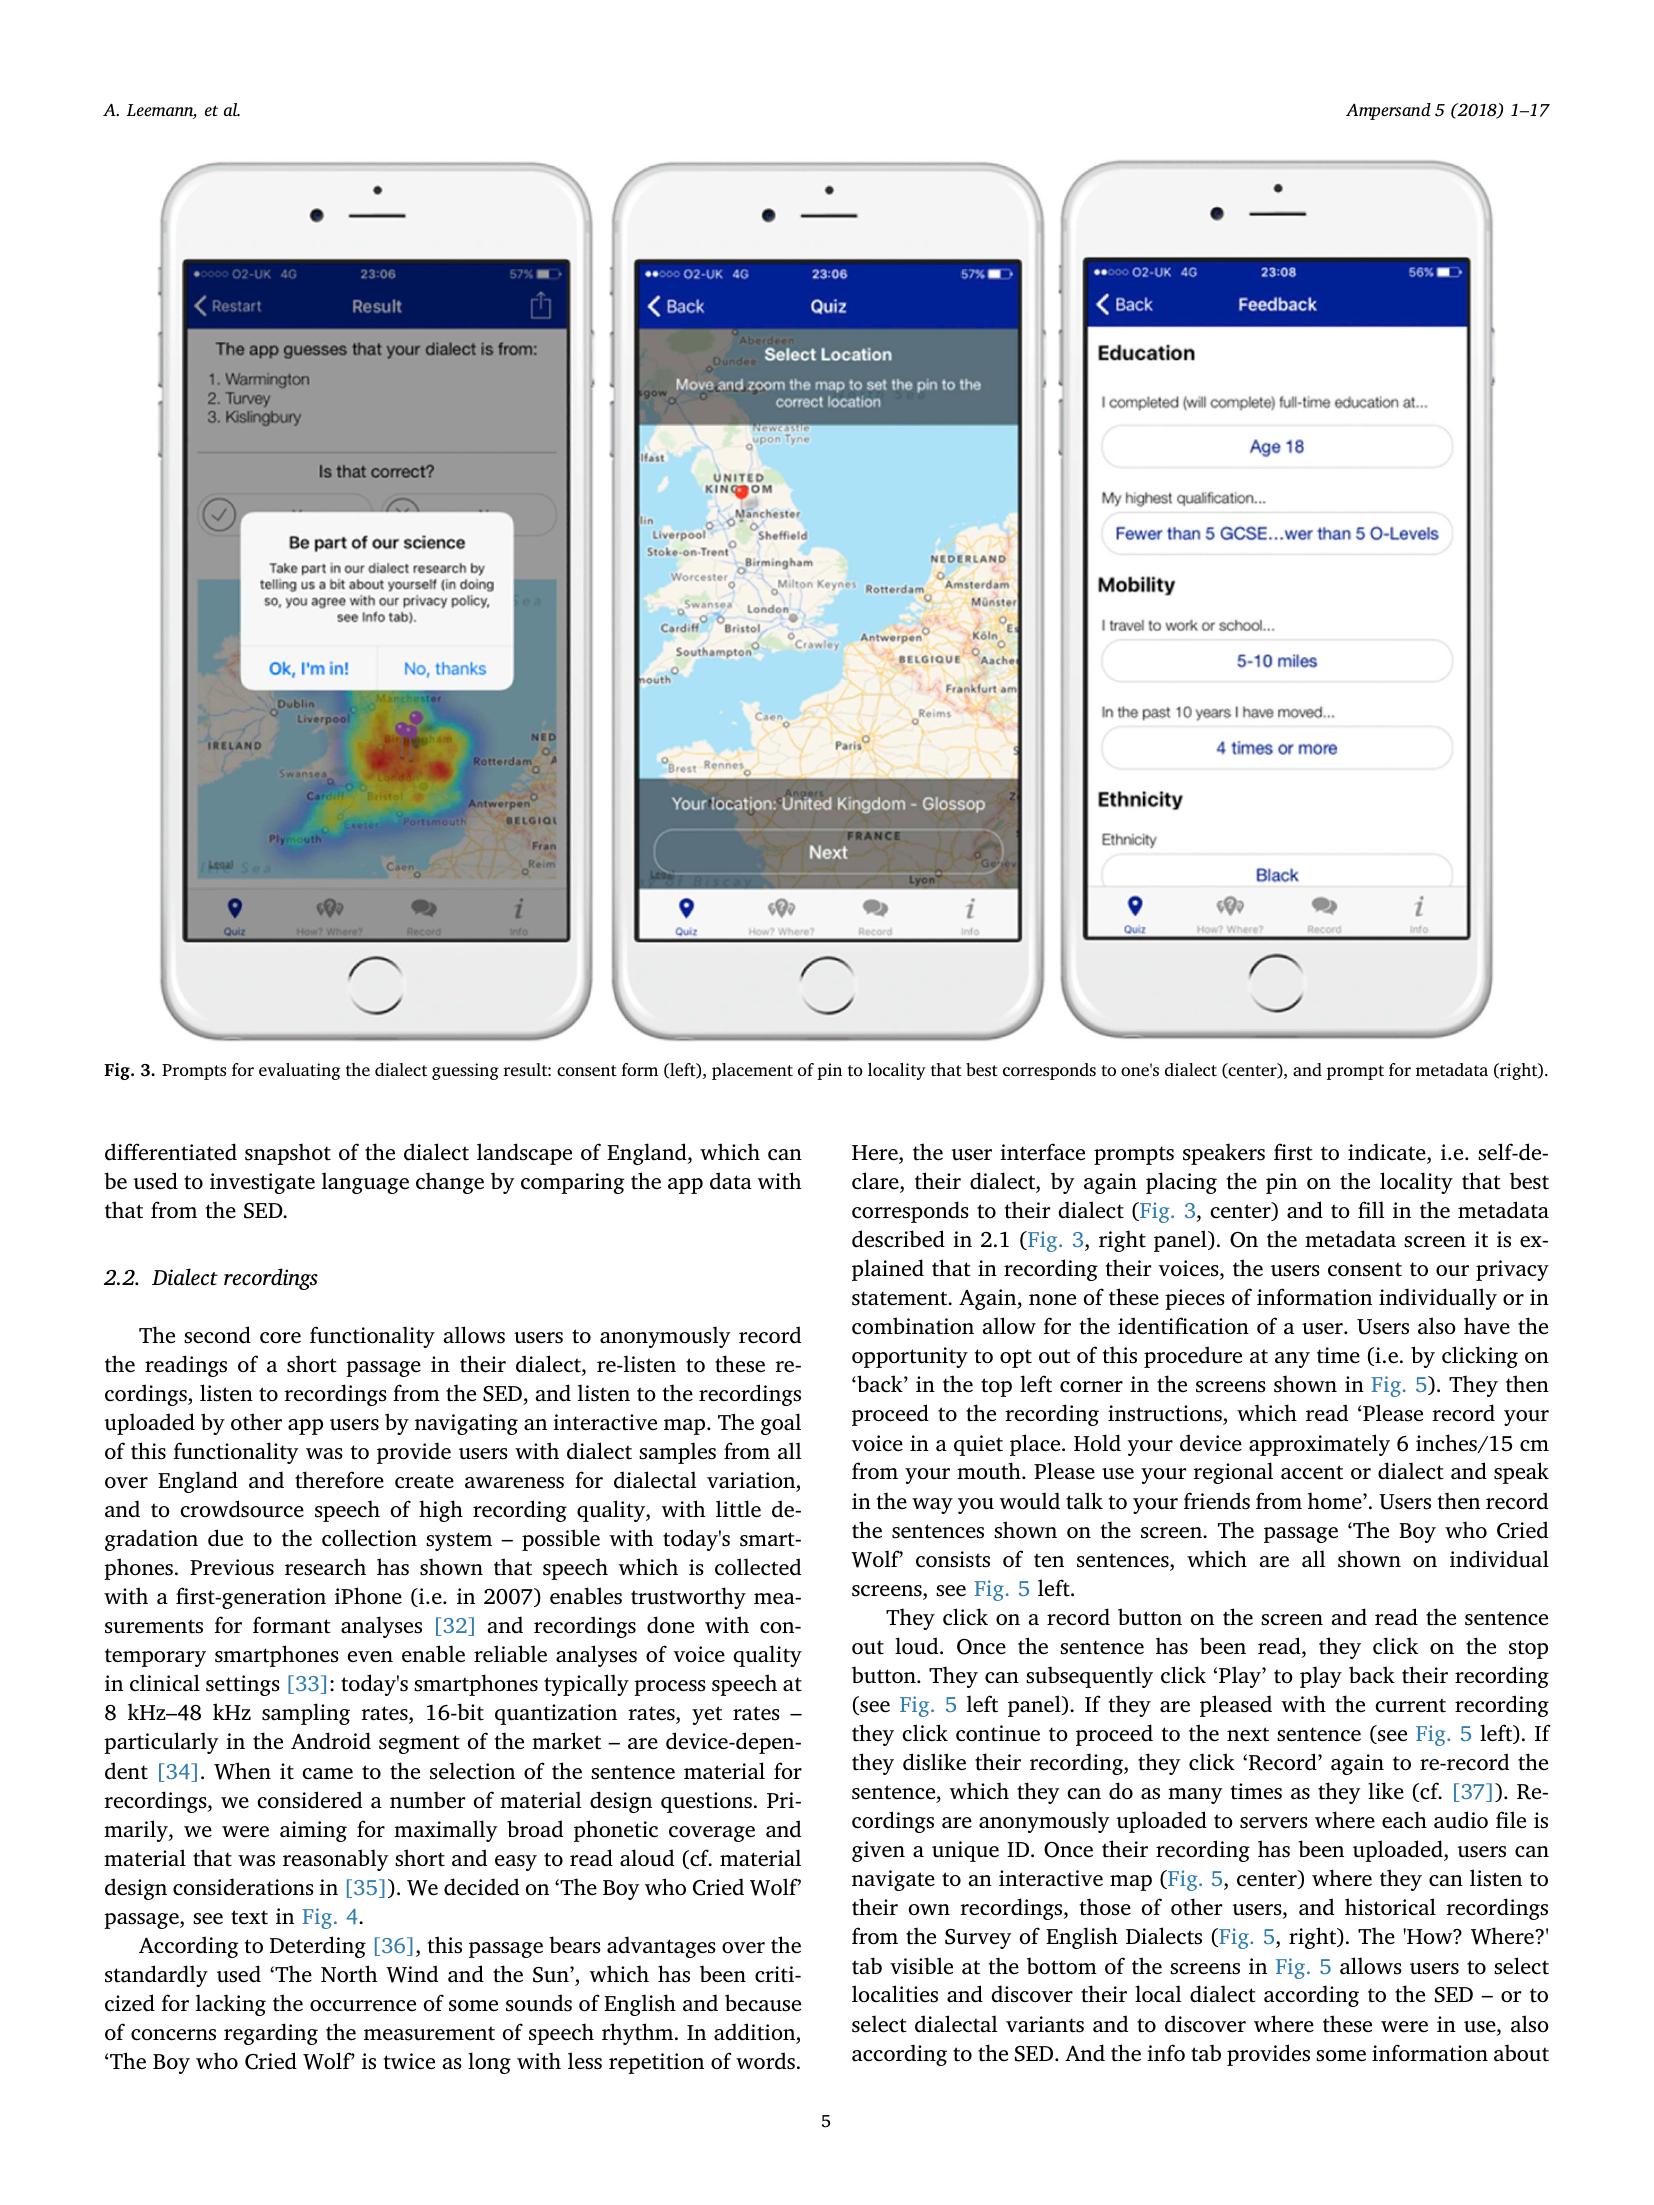 A. Leemann, et al.
Ampersand 5 (2018) 1–17
O2-UK 4G 23:06 57%
Restart Result
The app guesses that your dialect is from:
1. Warmington
2. Turvey
3. Kislingbury
Is that correct?
Be part of our science
Take part in our dialect research by
telling us a bit about yourself (in doing
so, you agree with our privacy policy,
see Info tab).
Ok, I'm in! No, thanks
Manchester
Dublin
Liverpool
Birmingham
IRELAND
NED
Rotterdam
Swansea
London
Cardiff Bristol
Antwerpen
Exeter Portsmouth
BELGIQU
Plymouth
Fran
Legal
Caen
Reim
Quiz How? Where? Record Info
O2-UK 4G 23:06 57%
Back Quiz
Aberdeen
Select Location
Dundee
Move and zoom the map to set the pin to the
correct location
sgow
Newcastle
upon Tyne
lfast
UNITED
KINGDOM
lin
Manchester
Liverpool Sheffield
Stoke-on-Trent
NEDERLAND
Birmingham
Worcester Milton Keynes Rotterdam Amsterdam
Münster
Swansea London
Cardiff Bristol Antwerpen Köln Es
Southampton Crawley
BELGIQUE Aachen
mouth
Frankfurt am
Caen Reims
Paris
Brest Rennes
Angers
Your location: United Kingdom - Glossop
FRANCE
Next
Genev
Legal
Lyon
Quiz How? Where? Record Info
O2-UK 4G 23:08 56%
Back Feedback
Education
I completed (will complete) full-time education at...
Age 18
My highest qualification...
Fewer than 5 GCSE...wer than 5 O-Levels
Mobility
I travel to work or school...
5-10 miles
In the past 10 years I have moved...
4 times or more
Ethnicity
Ethnicity
Black
Quiz How? Where? Record Info
Fig. 3. Prompts for evaluating the dialect guessing result: consent form (left), placement of pin to locality that best corresponds to one's dialect (center), and prompt for metadata (right).
differentiated snapshot of the dialect landscape of England, which can
be used to investigate language change by comparing the app data with
that from the SED.
2.2. Dialect recordings
The second core functionality allows users to anonymously record
the readings of a short passage in their dialect, re-listen to these re-
cordings, listen to recordings from the SED, and listen to the recordings
uploaded by other app users by navigating an interactive map. The goal
of this functionality was to provide users with dialect samples from all
over England and therefore create awareness for dialectal variation,
and to crowdsource speech of high recording quality, with little de-
gradation due to the collection system – possible with today's smart-
phones. Previous research has shown that speech which is collected
with a first-generation iPhone (i.e. in 2007) enables trustworthy mea-
surements for formant analyses [32] and recordings done with con-
temporary smartphones even enable reliable analyses of voice quality
in clinical settings [33]: today's smartphones typically process speech at
8 kHz–48 kHz sampling rates, 16-bit quantization rates, yet rates –
particularly in the Android segment of the market – are device-depen-
dent [34]. When it came to the selection of the sentence material for
recordings, we considered a number of material design questions. Pri-
marily, we were aiming for maximally broad phonetic coverage and
material that was reasonably short and easy to read aloud (cf. material
design considerations in [35]). We decided on ‘The Boy who Cried Wolf’
passage, see text in Fig. 4.
According to Deterding [36], this passage bears advantages over the
standardly used ‘The North Wind and the Sun’, which has been criti-
cized for lacking the occurrence of some sounds of English and because
of concerns regarding the measurement of speech rhythm. In addition,
‘The Boy who Cried Wolf’ is twice as long with less repetition of words.
Here, the user interface prompts speakers first to indicate, i.e. self-de-
clare, their dialect, by again placing the pin on the locality that best
corresponds to their dialect (Fig. 3, center) and to fill in the metadata
described in 2.1 (Fig. 3, right panel). On the metadata screen it is ex-
plained that in recording their voices, the users consent to our privacy
statement. Again, none of these pieces of information individually or in
combination allow for the identification of a user. Users also have the
opportunity to opt out of this procedure at any time (i.e. by clicking on
‘back’ in the top left corner in the screens shown in Fig. 5). They then
proceed to the recording instructions, which read ‘Please record your
voice in a quiet place. Hold your device approximately 6 inches/15 cm
from your mouth. Please use your regional accent or dialect and speak
in the way you would talk to your friends from home’. Users then record
the sentences shown on the screen. The passage ‘The Boy who Cried
Wolf’ consists of ten sentences, which are all shown on individual
screens, see Fig. 5 left.
They click on a record button on the screen and read the sentence
out loud. Once the sentence has been read, they click on the stop
button. They can subsequently click ‘Play’ to play back their recording
(see Fig. 5 left panel). If they are pleased with the current recording
they click continue to proceed to the next sentence (see Fig. 5 left). If
they dislike their recording, they click ‘Record’ again to re-record the
sentence, which they can do as many times as they like (cf. [37]). Re-
cordings are anonymously uploaded to servers where each audio file is
given a unique ID. Once their recording has been uploaded, users can
navigate to an interactive map (Fig. 5, center) where they can listen to
their own recordings, those of other users, and historical recordings
from the Survey of English Dialects (Fig. 5, right). The 'How? Where?'
tab visible at the bottom of the screens in Fig. 5 allows users to select
localities and discover their local dialect according to the SED – or to
select dialectal variants and to discover where these were in use, also
according to the SED. And the info tab provides some information about
5